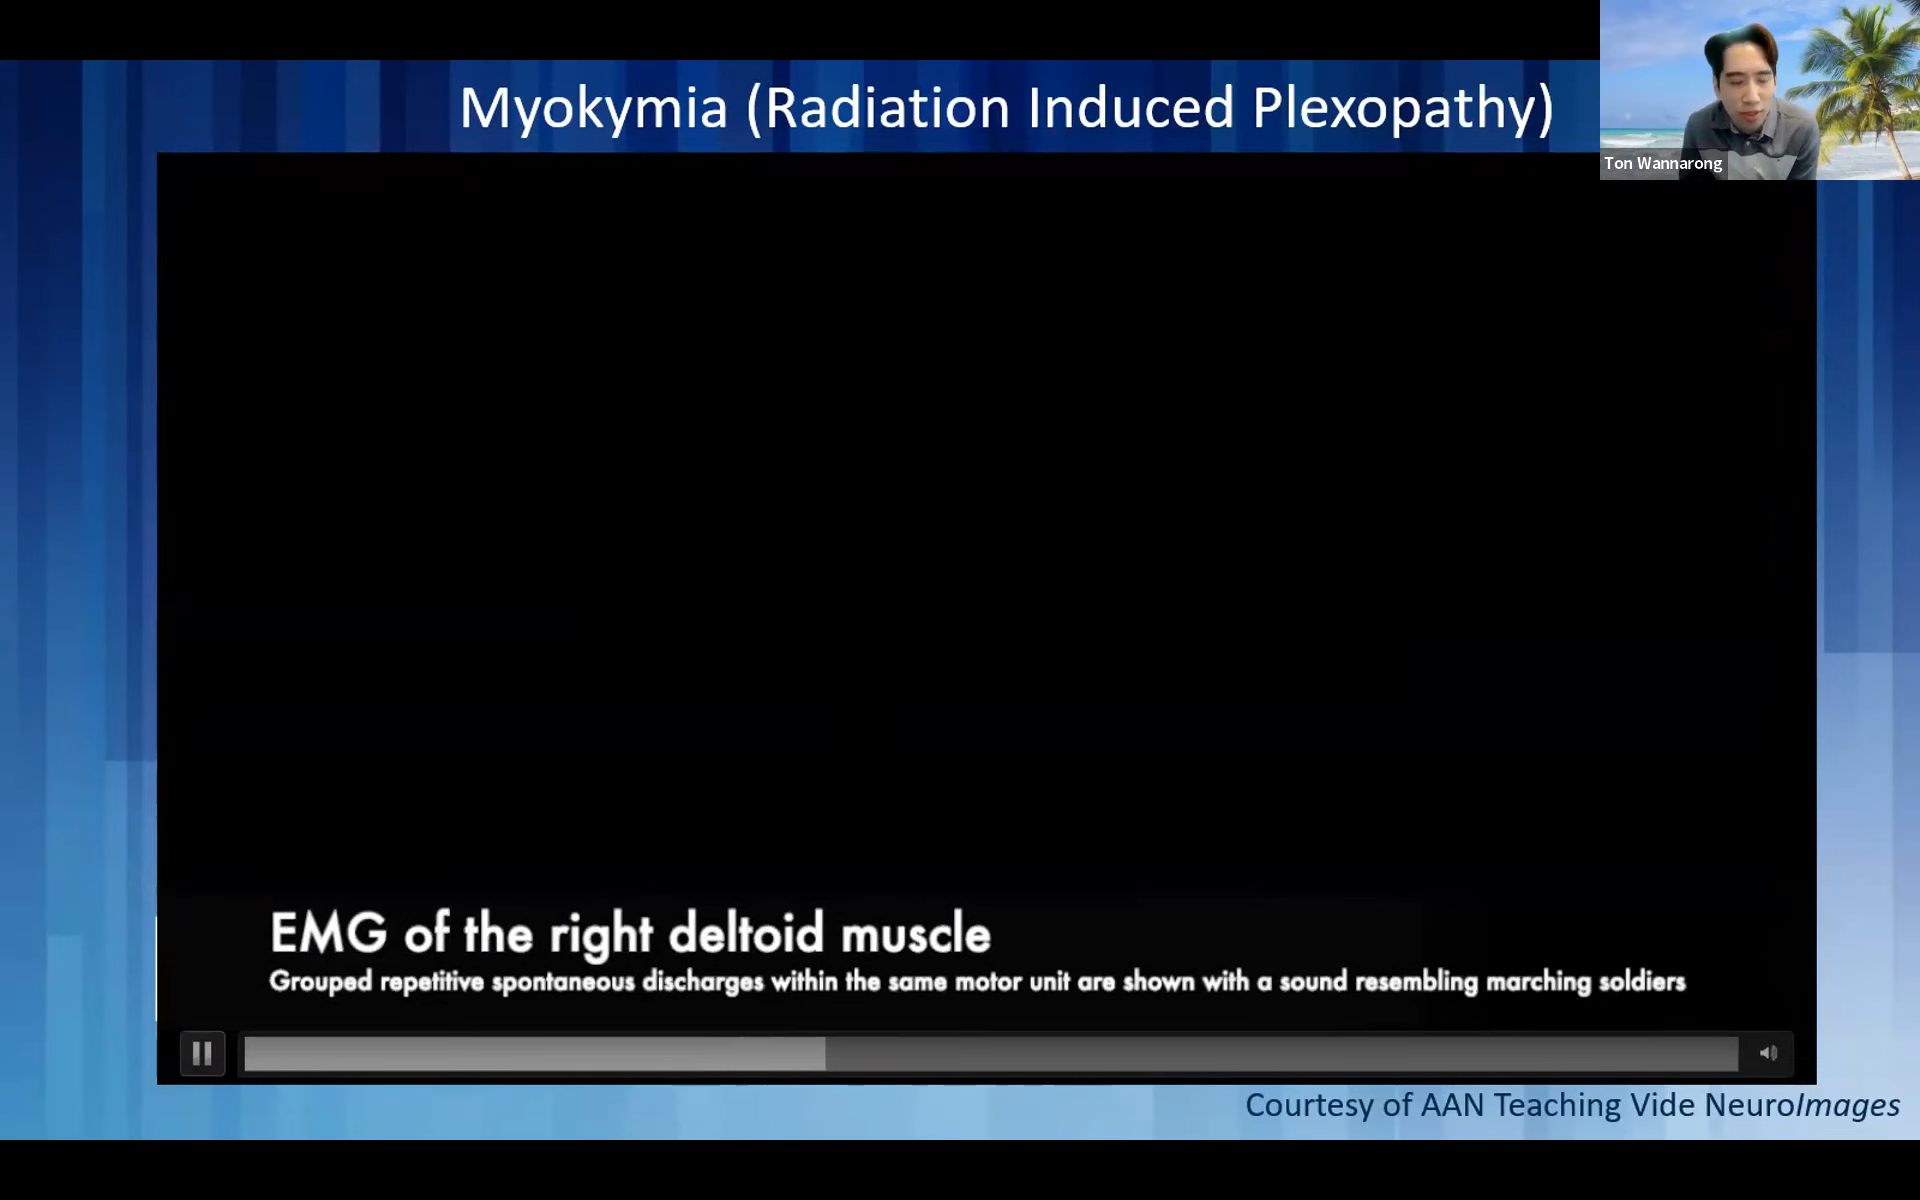 Myokymia (Radiation Induced Plexopathy)
Ton Wannarong
EMG of the right deltoid muscle
Grouped repetitive spontaneous discharges within the same motor unit are shown with a sound resembling marching soldiers
Courtesy of AAN Teaching Vide NeuroImages